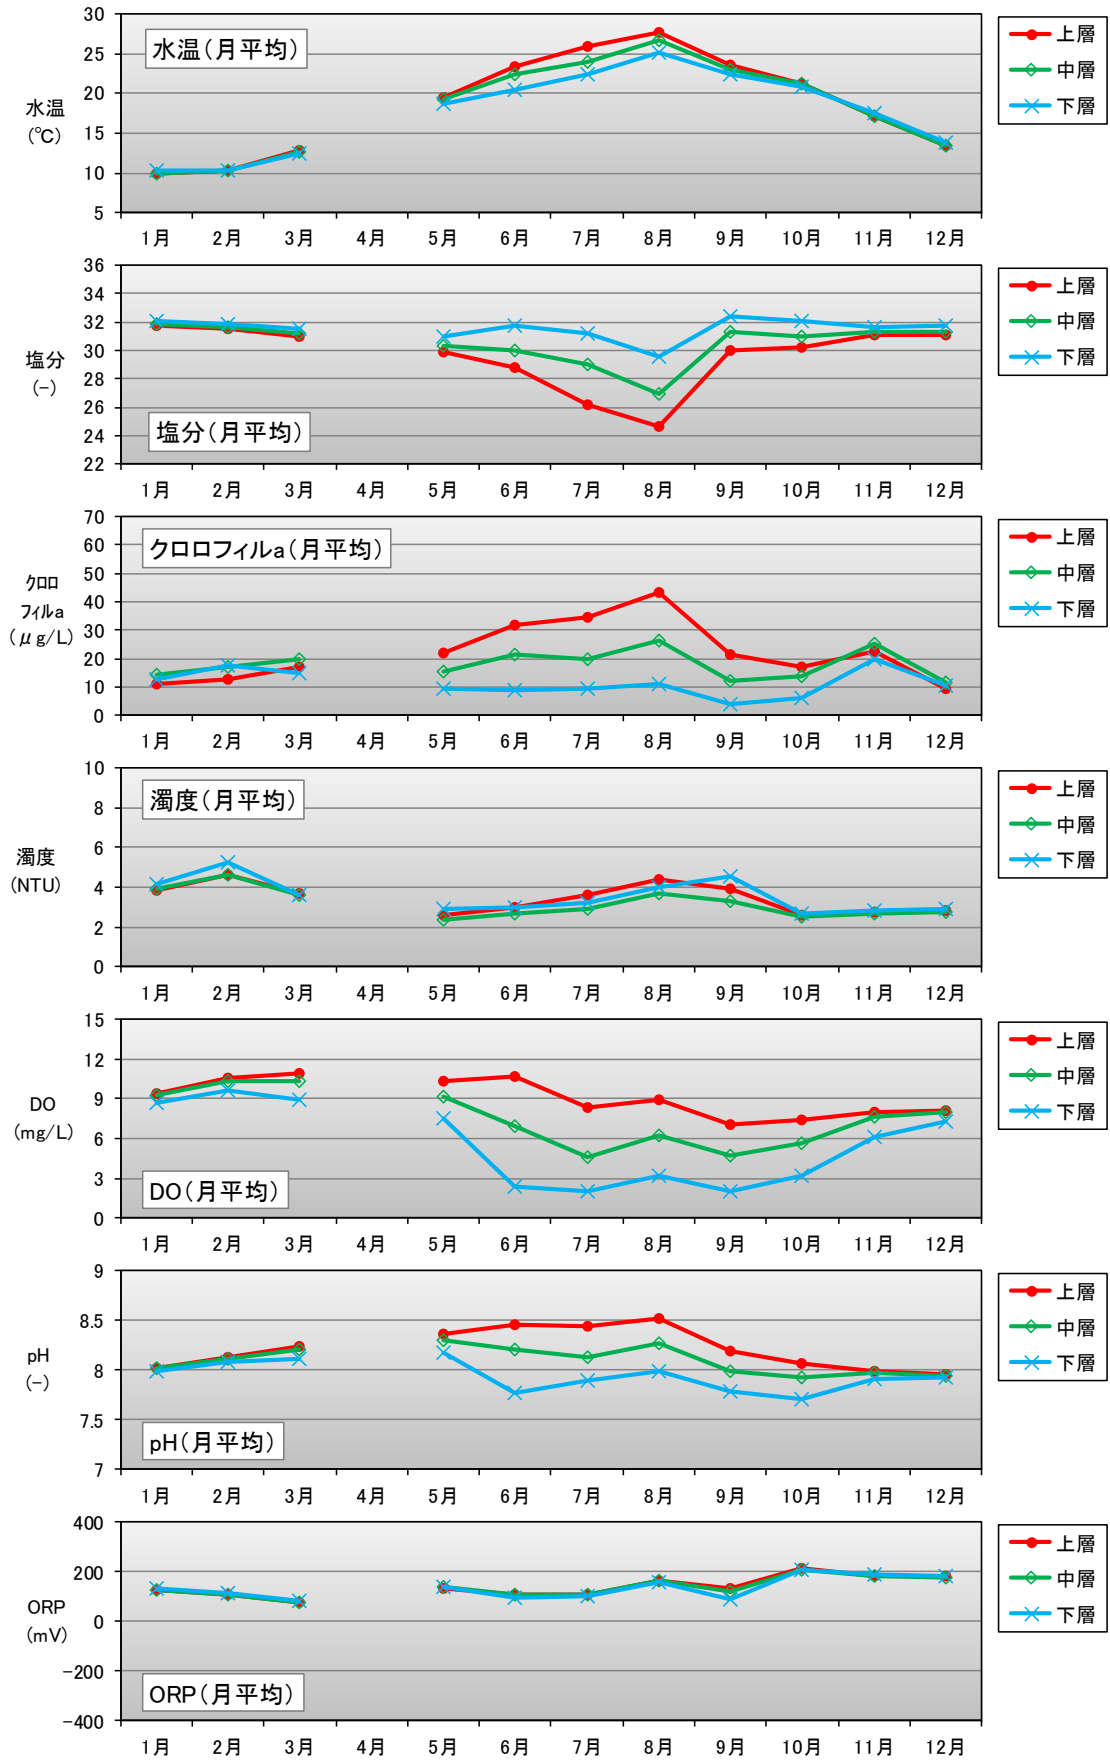 30
25
20
15
10
5
水温
(℃)
水温(月平均)
上層
中層
下層
1月 2月 3月 4月 5月 6月 7月 8月 9月 10月 11月 12月
36
34
32
30
28
26
24
22
塩分
(-)
塩分(月平均)
上層
中層
下層
1月 2月 3月 4月 5月 6月 7月 8月 9月 10月 11月 12月
70
60
50
40
30
20
10
0
クロロ
フィルa
(μg/L)
クロロフィルa(月平均)
上層
中層
下層
1月 2月 3月 4月 5月 6月 7月 8月 9月 10月 11月 12月
10
8
6
4
2
0
濁度
(NTU)
濁度(月平均)
上層
中層
下層
1月 2月 3月 4月 5月 6月 7月 8月 9月 10月 11月 12月
15
12
9
6
3
0
DO
(mg/L)
DO(月平均)
上層
中層
下層
1月 2月 3月 4月 5月 6月 7月 8月 9月 10月 11月 12月
9
8.5
8
7.5
7
pH
(-)
pH(月平均)
上層
中層
下層
1月 2月 3月 4月 5月 6月 7月 8月 9月 10月 11月 12月
400
200
0
-200
-400
ORP
(mV)
ORP(月平均)
上層
中層
下層
1月 2月 3月 4月 5月 6月 7月 8月 9月 10月 11月 12月